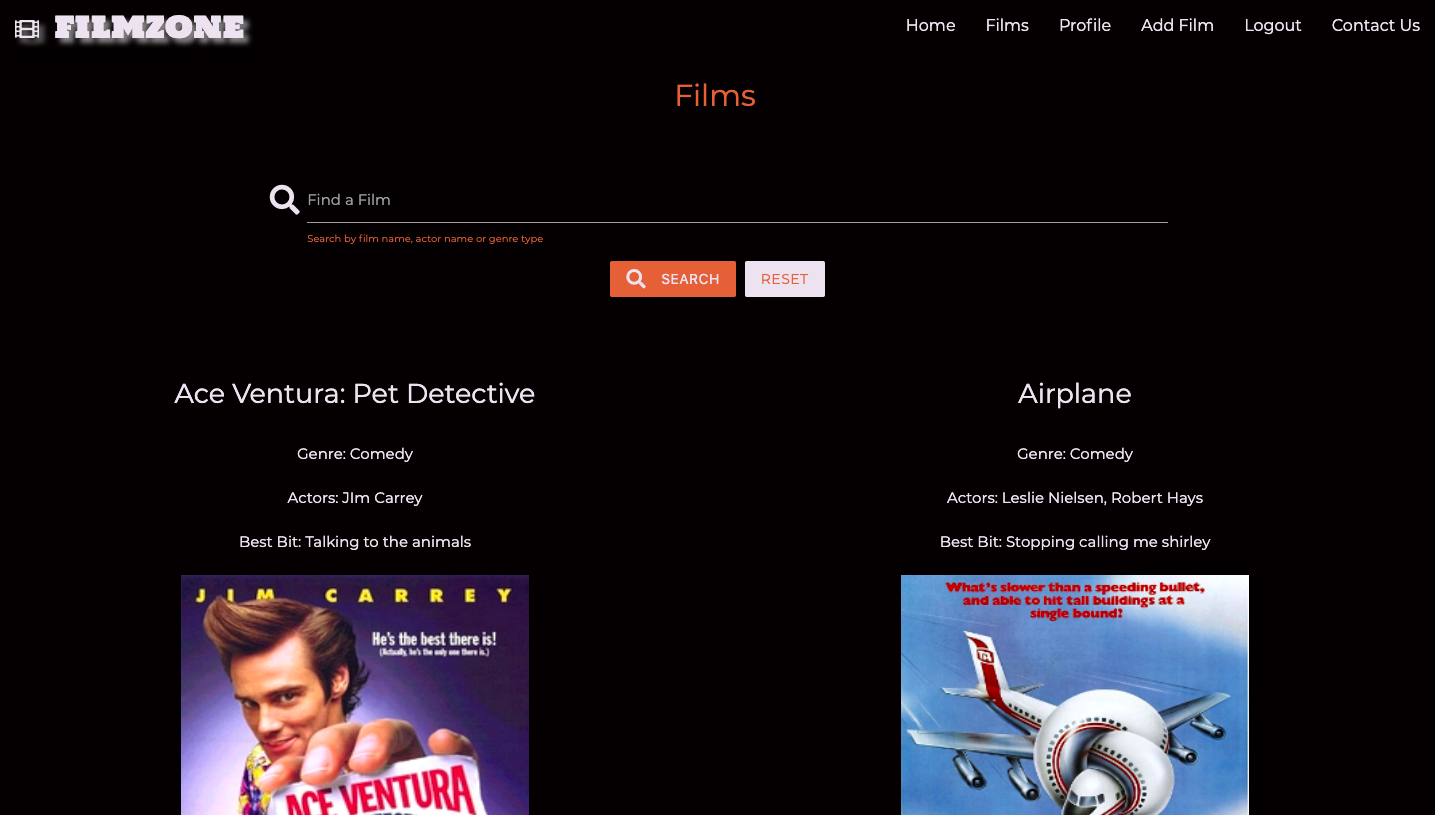 FILMZONE
Home Films Profile Add Film Logout Contact Us
Films
Find a Film
Search by film name, actor name or genre type
SEARCH RESET
Ace Ventura: Pet Detective
Genre: Comedy
Actors: JIm Carrey
Best Bit: Talking to the animals
JIM CARREY
He's the best there is!
(Actually, he's the only one there is.)
ACE VENTURA
Airplane
Genre: Comedy
Actors: Leslie Nielsen, Robert Hays
Best Bit: Stopping calling me shirley
What's slower than a speeding bullet,
and able to hit tall buildings at a
single bound?